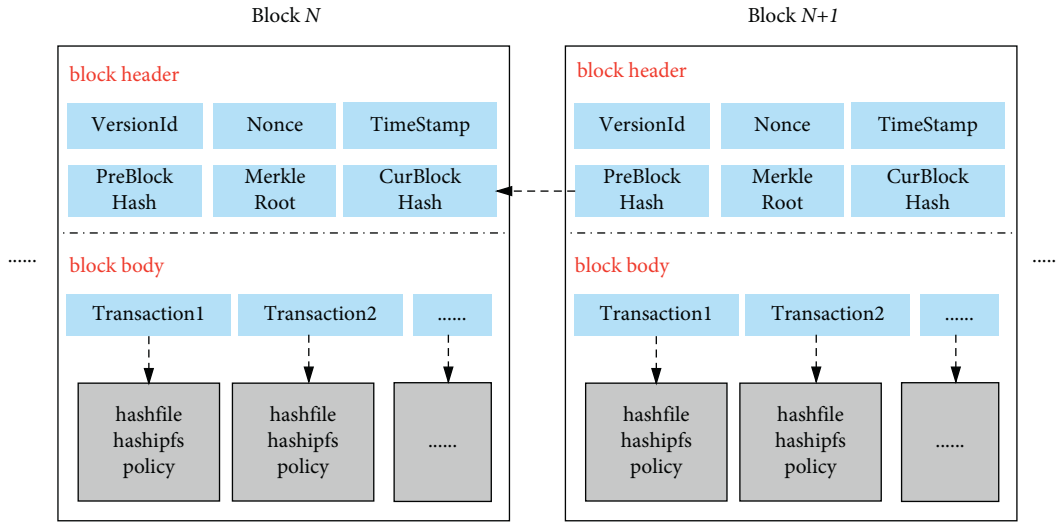 Block N
Block N+1
block header
VersionId
Nonce
TimeStamp
PreBlock
Hash
Merkle
Root
CurBlock
Hash
block body
Transaction1
Transaction2
......
hashfile
hashipfs
policy
hashfile
hashipfs
policy
......
......
block header
VersionId
Nonce
TimeStamp
PreBlock
Hash
Merkle
Root
CurBlock
Hash
block body
Transaction1
Transaction2
......
hashfile
hashipfs
policy
hashfile
hashipfs
policy
......
.....